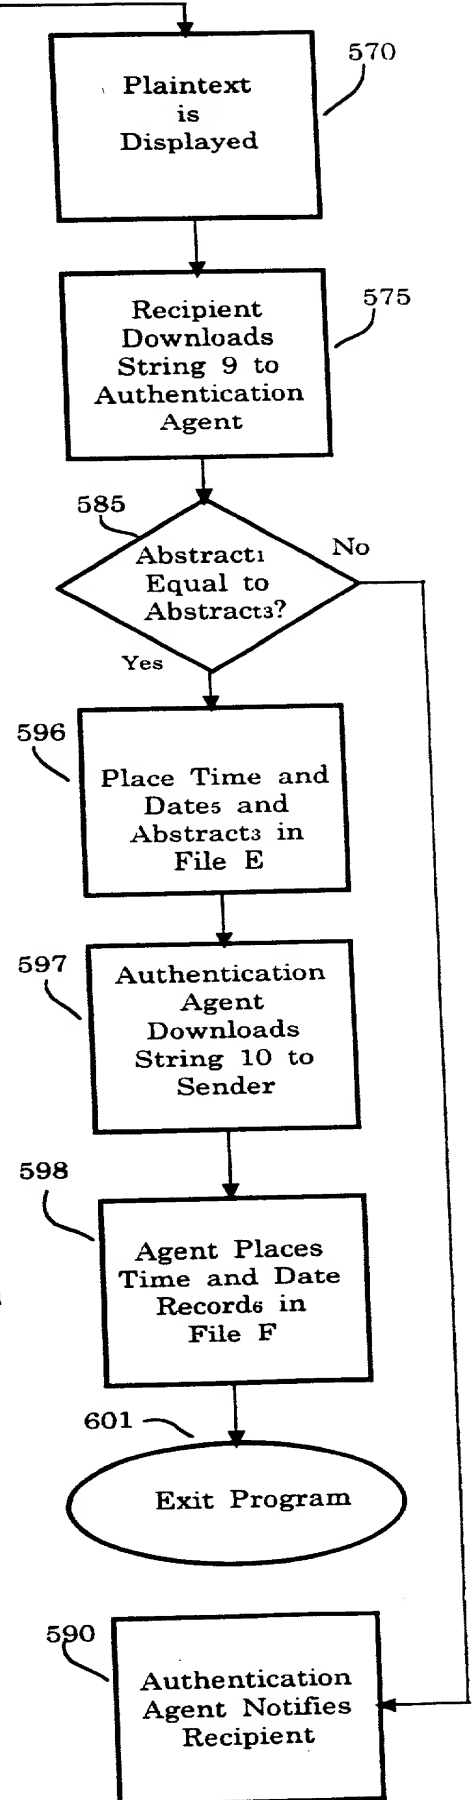 570
Plaintext
is
Displayed
575
Recipient
Downloads
String 9 to
Authentication
Agent
585
No
Abstract₁
Equal to
Abstract₃?
Yes
596
Place Time and
Date₅ and
Abstract₃ in
File E
597
Authentication
Agent
Downloads
String 10 to
Sender
598
Agent Places
Time and Date
Record₆ in
File F
601
Exit Program
590
Authentication
Agent Notifies
Recipient